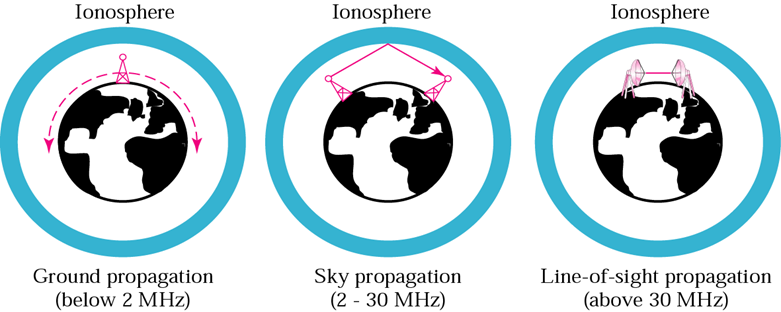 Ionosphere
Ionosphere
Ionosphere
Ground propagation
(below 2 MHz)
Sky propagation
(2 - 30 MHz)
Line-of-sight propagation
(above 30 MHz)